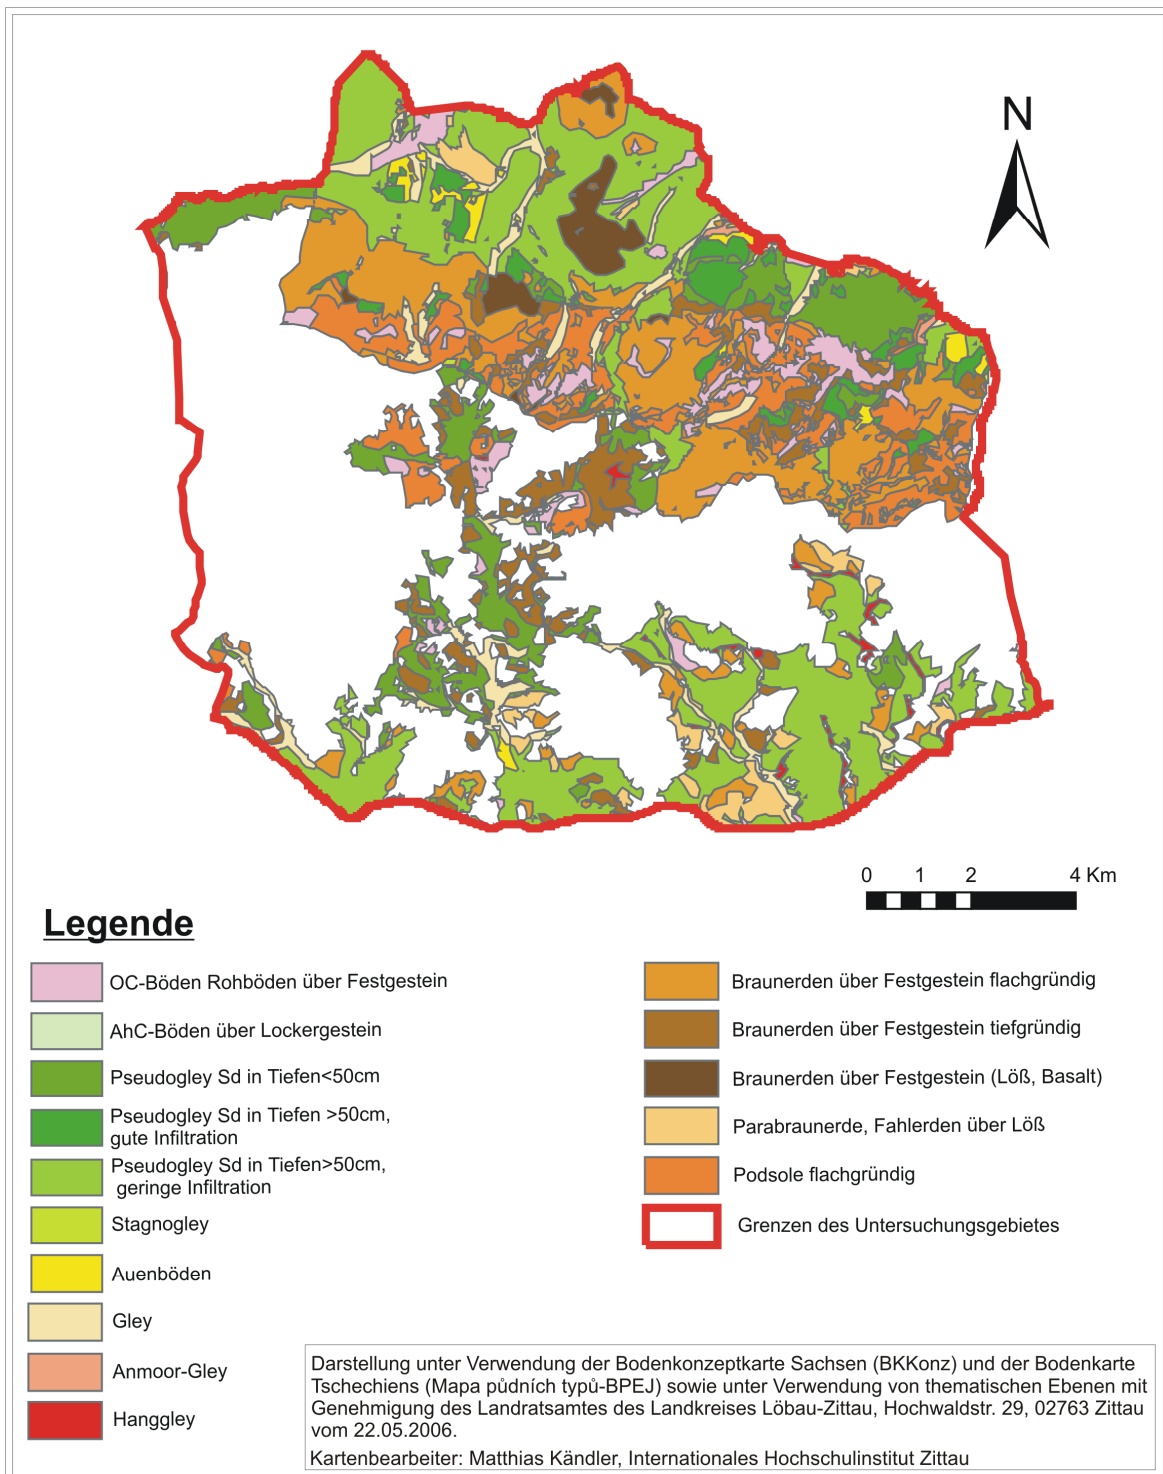 N
0 1 2 4 Km
Legende
OC-Böden Rohböden über Festgestein
AhC-Böden über Lockergestein
Pseudogley Sd in Tiefen<50cm
Pseudogley Sd in Tiefen >50cm,
gute Infiltration
Pseudogley Sd in Tiefen>50cm,
geringe Infiltration
Stagnogley
Auenböden
Gley
Anmoor-Gley
Hanggley
Braunerden über Festgestein flachgründig
Braunerden über Festgestein tiefgründig
Braunerden über Festgestein (Löß, Basalt)
Parabraunerde, Fahlerden über Löß
Podsole flachgründig
Grenzen des Untersuchungsgebietes
Darstellung unter Verwendung der Bodenkonzeptkarte Sachsen (BKKonz) und der Bodenkarte
Tschechiens (Mapa půdních typů-BPEJ) sowie unter Verwendung von thematischen Ebenen mit
Genehmigung des Landratsamtes des Landkreises Löbau-Zittau, Hochwaldstr. 29, 02763 Zittau
vom 22.05.2006.
Kartenbearbeiter: Matthias Kändler, Internationales Hochschulinstitut Zittau